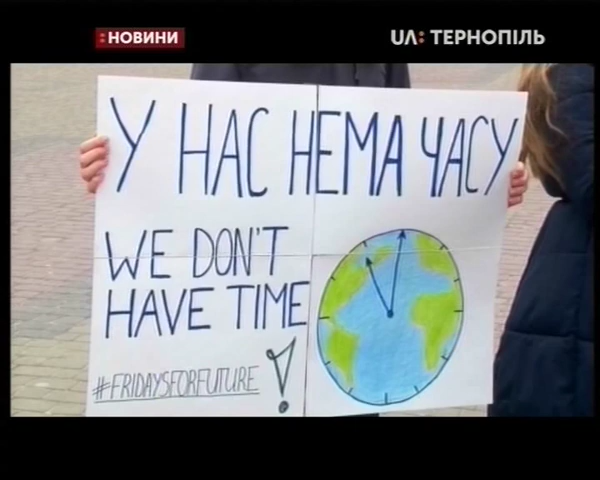 :НОВИНИ
UA: ТЕРНОПІЛЬ
У НАС НЕМА ЧАСУ
WE DON'T
HAVE TIME
#FRIDAYSFORFUTURE !